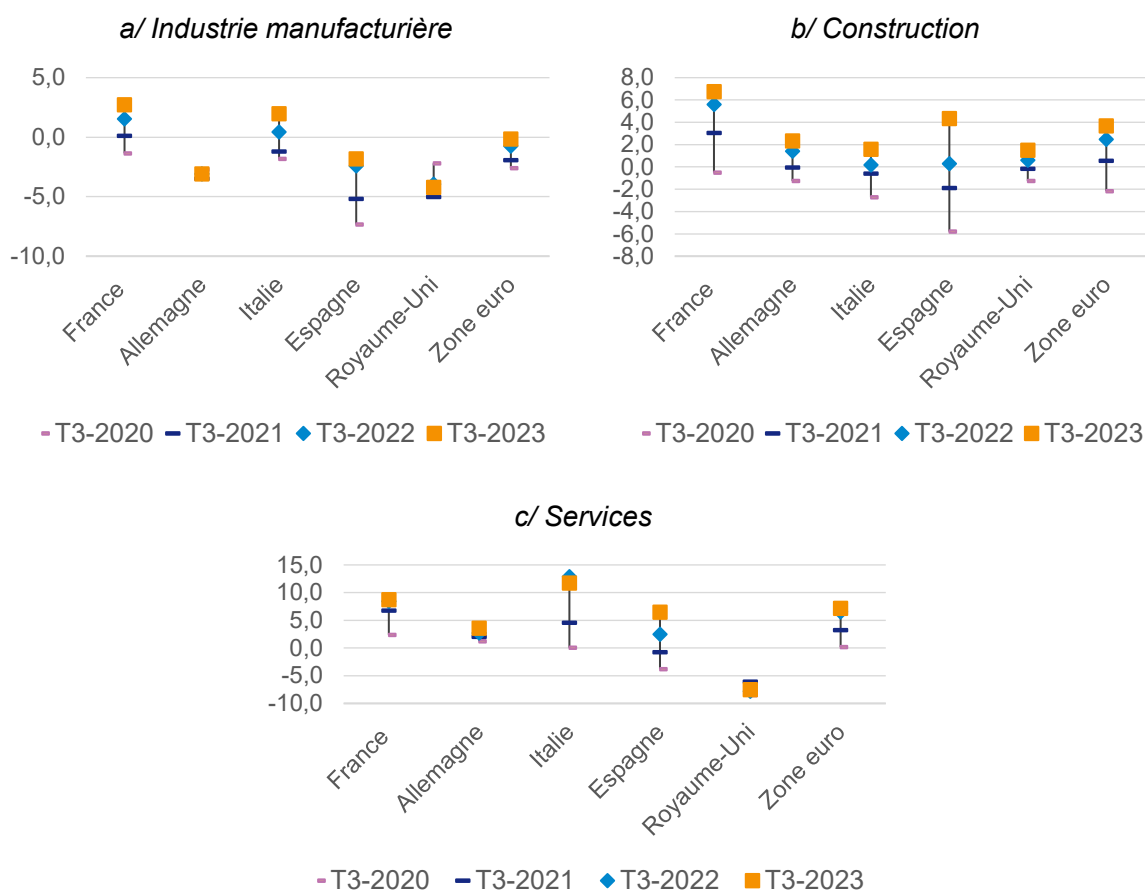 a/ Industrie manufacturière
5,0
0,0
-5,0
-10,0
France
Allemagne
Italie
Espagne
Royaume-Uni
Zone euro
T3-2020 T3-2021 T3-2022 T3-2023
b/ Construction
8,0
6,0
4,0
2,0
0,0
-2,0
-4,0
-6,0
-8,0
France
Allemagne
Italie
Espagne
Royaume-Uni
Zone euro
T3-2020 T3-2021 T3-2022 T3-2023
c/ Services
15,0
10,0
5,0
0,0
-5,0
-10,0
France
Allemagne
Italie
Espagne
Royaume-Uni
Zone euro
T3-2020 T3-2021 T3-2022 T3-2023